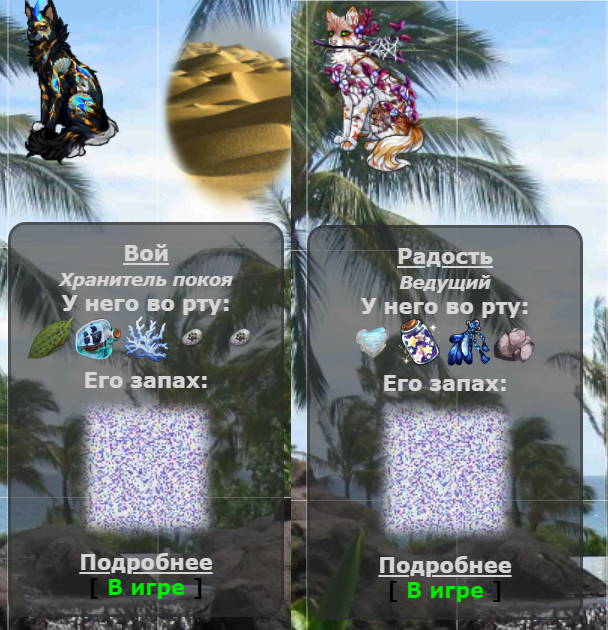 Вой
Хранитель покоя
У него во рту:
Его запах:
Подробнее
[ В игре ]
Радость
Ведущий
У него во рту:
Его запах:
Подробнее
[ В игре ]